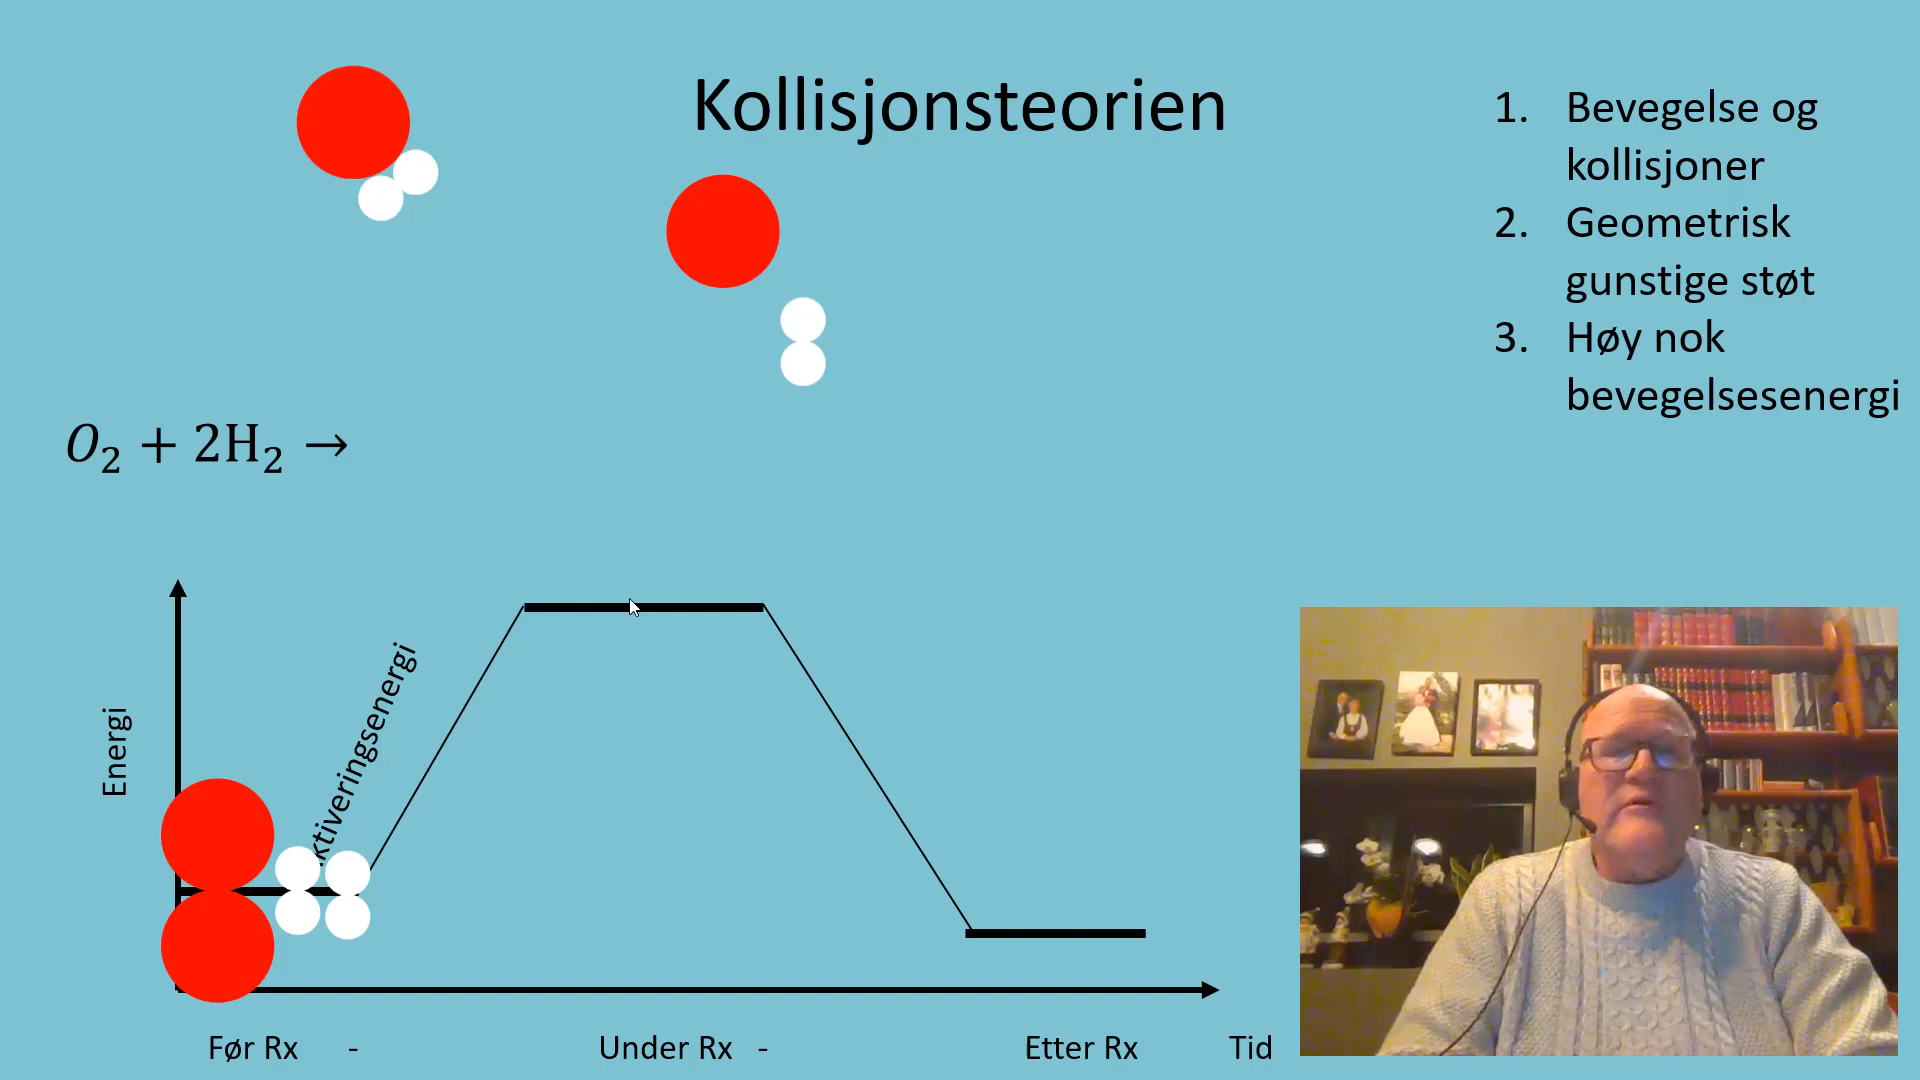 Kollisjonsteorien
1. Bevegelse og
kollisjoner
2. Geometrisk
gunstige støt
3. Høy nok
bevegelsesenergi
O₂ + 2H₂ →
Energi
ktiveringsenergi
Før Rx -
Under Rx -
Etter Rx
Tid